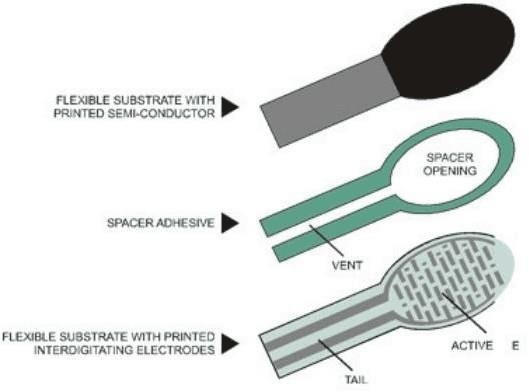 FLEXIBLE SUBSTRATE WITH
PRINTED SEMI-CONDUCTOR
SPACER
OPENING
SPACER ADHESIVE
VENT
FLEXIBLE SUBSTRATE WITH PRINTED
INTERDIGITATING ELECTRODES
ACTIVE E
TAIL